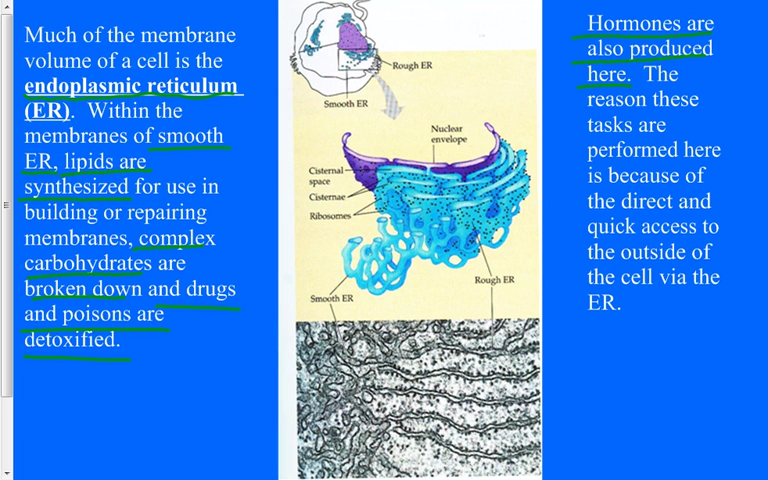 Much of the membrane
volume of a cell is the
endoplasmic reticulum
(ER). Within the
membranes of smooth
ER, lipids are
synthesized for use in
building or repairing
membranes, complex
carbohydrates are
broken down and drugs
and poisons are
detoxified.
Rough ER
Smooth ER
Nuclear
envelope
Cisternal
space
Cisternae
Ribosomes
Rough ER
Smooth ER
Hormones are
also produced
here. The
reason these
tasks are
performed here
is because of
the direct and
quick access to
the outside of
the cell via the
ER.